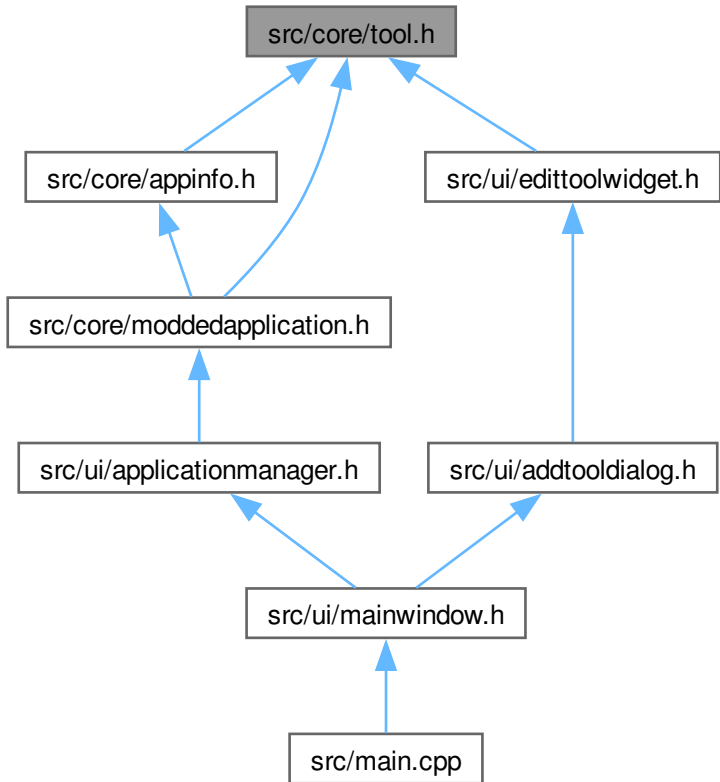 src/core/tool.h
src/core/appinfo.h
src/ui/edittoolwidget.h
src/core/moddedapplication.h
src/ui/applicationmanager.h
src/ui/addtooldialog.h
src/ui/mainwindow.h
src/main.cpp